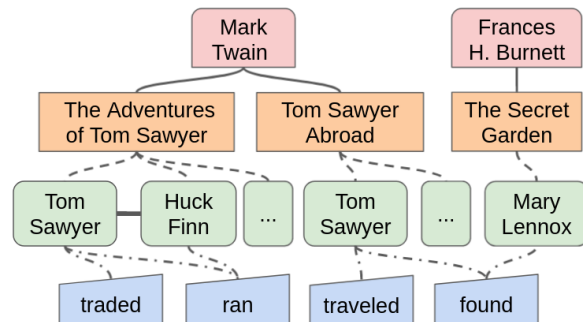 Mark
Twain
Frances
H. Burnett
The Adventures
of Tom Sawyer
Tom Sawyer
Abroad
The Secret
Garden
Tom
Sawyer
Huck
Finn
...
Tom
Sawyer
...
Mary
Lennox
traded
ran
traveled
found